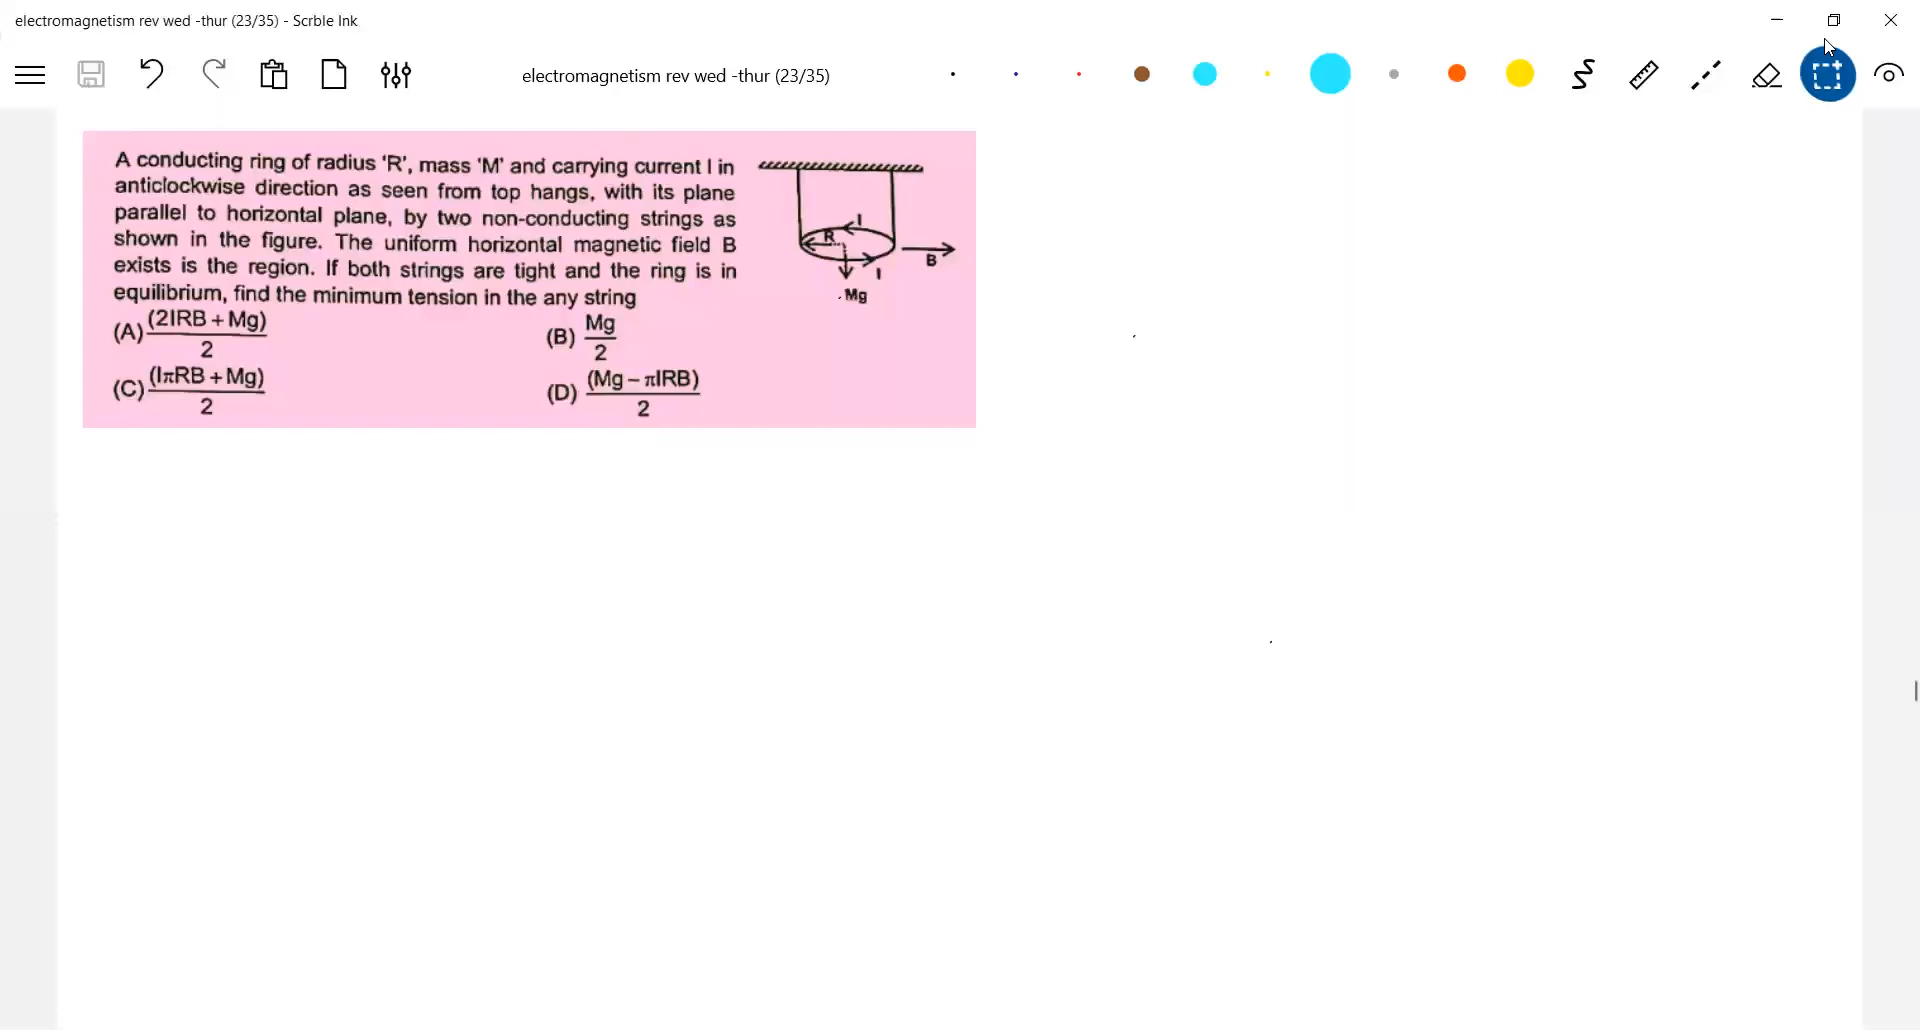 electromagnetism rev wed -thur (23/35) - Scrble Ink
electromagnetism rev wed -thur (23/35)
A conducting ring of radius 'R', mass 'M' and carrying current I in
anticlockwise direction as seen from top hangs, with its plane
parallel to horizontal plane, by two non-conducting strings as
shown in the figure. The uniform horizontal magnetic field B
exists is the region. If both strings are tight and the ring is in
equilibrium, find the minimum tension in the any string
(A) (2IRB + Mg) / 2
(B) Mg / 2
(C) (IπRB + Mg) / 2
(D) (Mg – πIRB) / 2
I
R
B
I
Mg